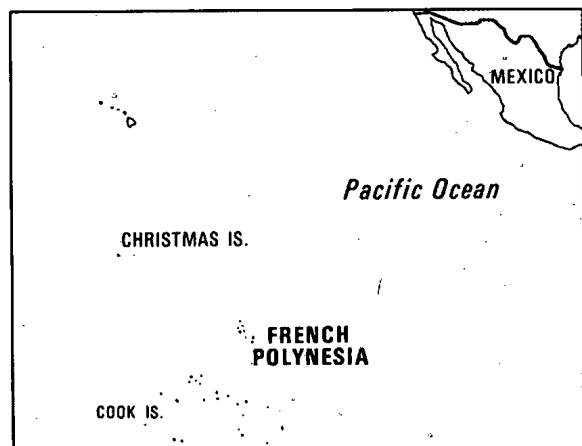 MEXICO
Pacific Ocean
CHRISTMAS IS.
FRENCH
POLYNESIA
COOK IS.